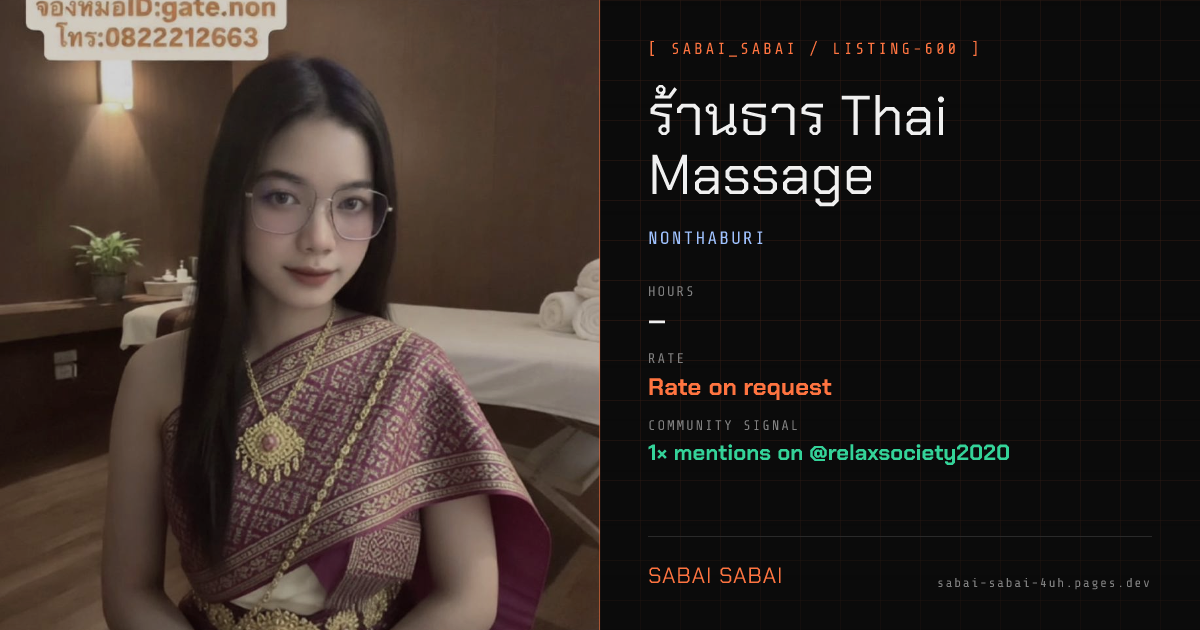 จองหมอID:gate.non
โทร:0822212663
[ SABAI_SABAI / LISTING-600 ]
ร้านธาร Thai
Massage
NONTHABURI
HOURS
—
RATE
Rate on request
COMMUNITY SIGNAL
1× mentions on @relaxsociety2020
SABAI SABAI
sabai-sabai-4uh.pages.dev